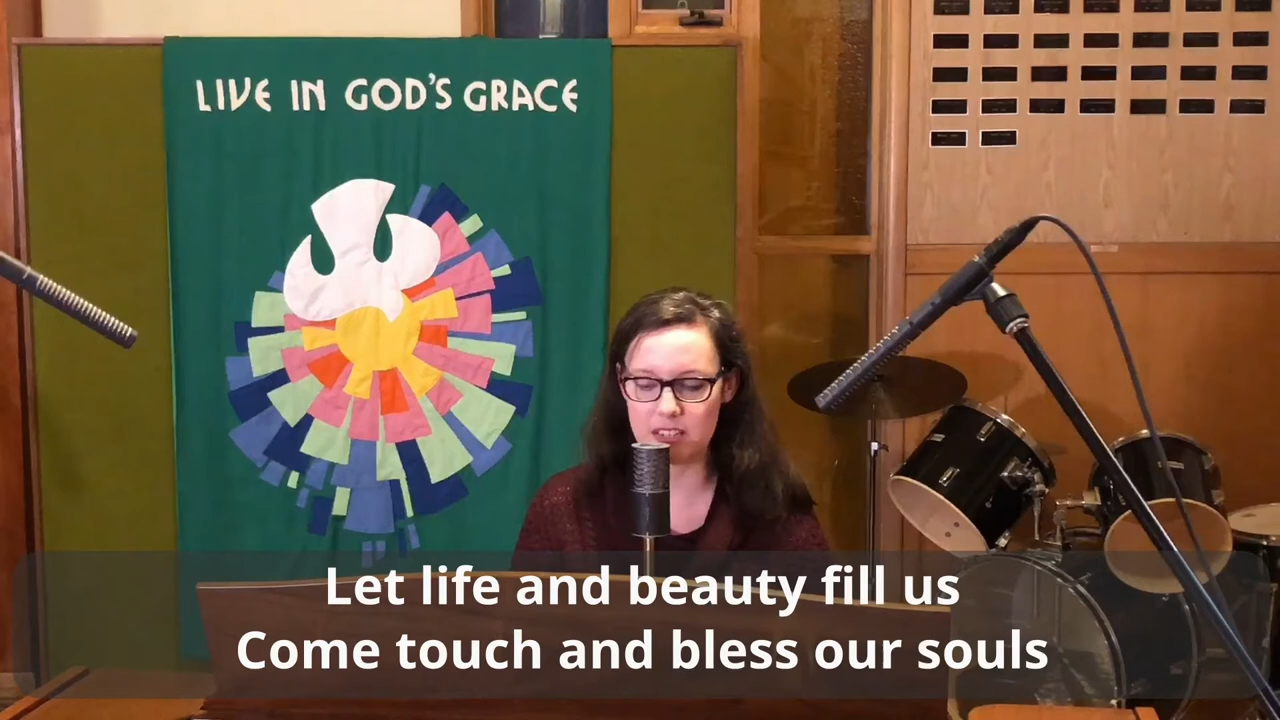 LIVE IN GOD'S GRACE
Let life and beauty fill us
Come touch and bless our souls